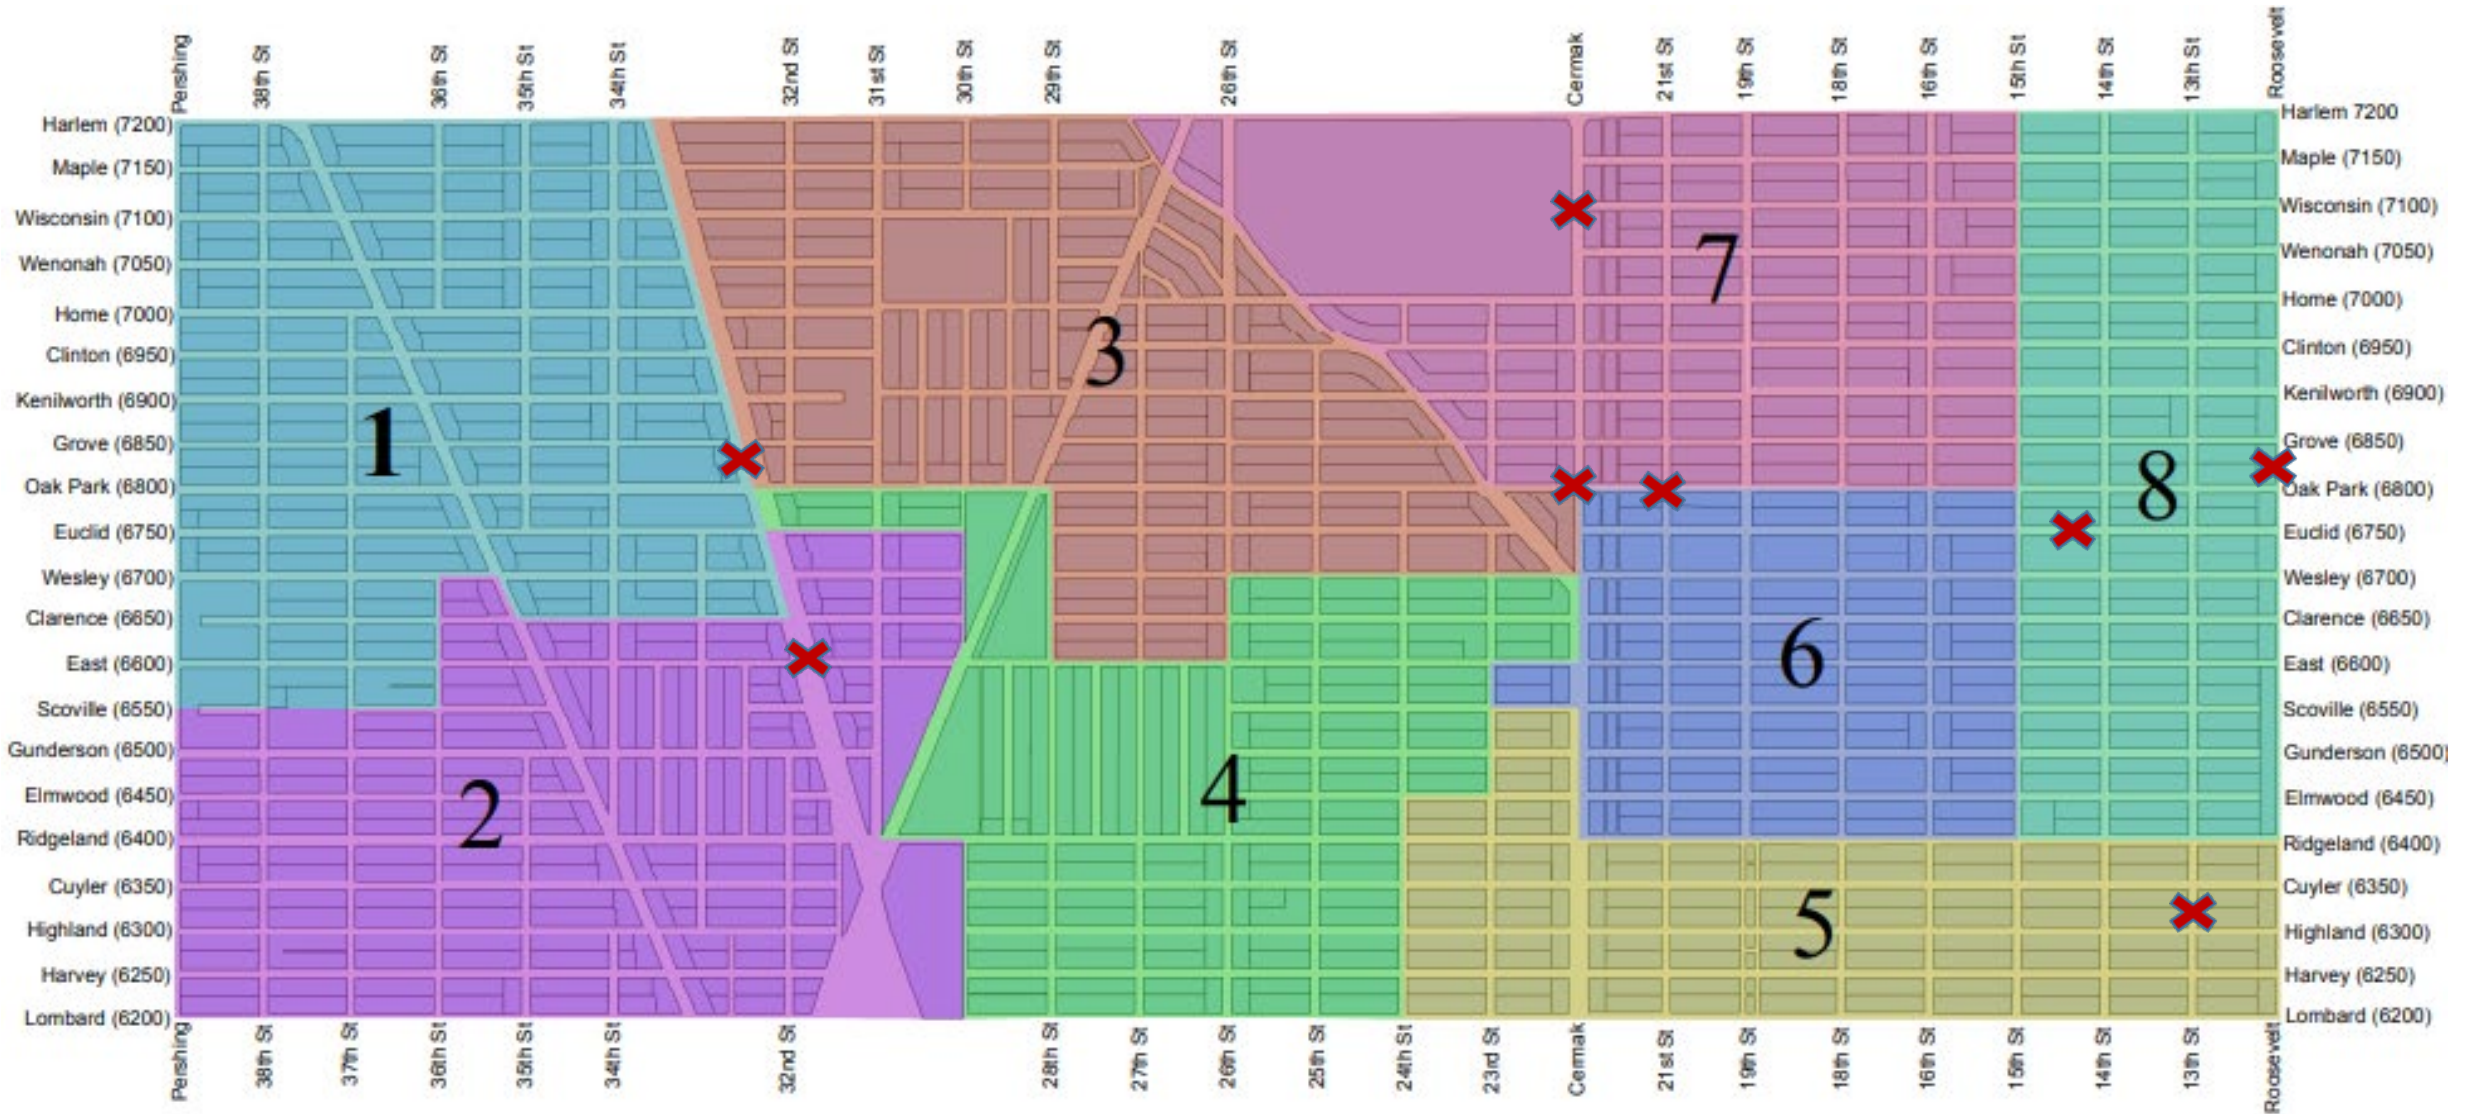 Pershing
38th St
36th St
35th St
34th St
32nd St
31st St
30th St
29th St
26th St
Cermak
21st St
19th St
18th St
16th St
15th St
14th St
13th St
Roosevelt
Harlem (7200)
Maple (7150)
Wisconsin (7100)
Wenonah (7050)
Home (7000)
Clinton (6950)
Kenilworth (6900)
Grove (6850)
Oak Park (6800)
Euclid (6750)
Wesley (6700)
Clarence (6650)
East (6600)
Scoville (6550)
Gunderson (6500)
Elmwood (6450)
Ridgeland (6400)
Cuyler (6350)
Highland (6300)
Harvey (6250)
Lombard (6200)
1
2
3
4
5
6
7
8
Harlem 7200
Maple (7150)
Wisconsin (7100)
Wenonah (7050)
Home (7000)
Clinton (6950)
Kenilworth (6900)
Grove (6850)
Oak Park (6800)
Euclid (6750)
Wesley (6700)
Clarence (6650)
East (6600)
Scoville (6550)
Gunderson (6500)
Elmwood (6450)
Ridgeland (6400)
Cuyler (6350)
Highland (6300)
Harvey (6250)
Lombard (6200)
Pershing
38th St
37th St
36th St
35th St
34th St
32nd St
28th St
27th St
26th St
25th St
24th St
23rd St
Cermak
21st St
19th St
18th St
16th St
15th St
14th St
13th St
Roosevelt